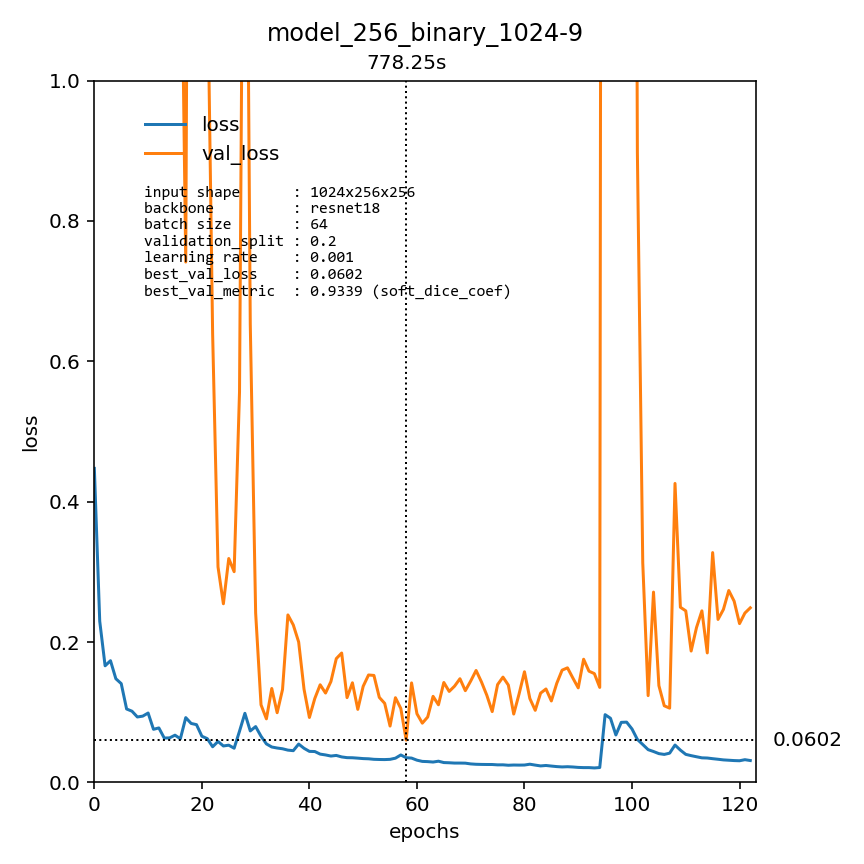 model_256_binary_1024-9
778.25s
1.0
0.8
0.6
0.4
0.2
0.0
loss
loss
val_loss
input shape : 1024x256x256
backbone : resnet18
batch size : 64
validation_split : 0.2
learning rate : 0.001
best_val_loss : 0.0602
best_val_metric : 0.9339 (soft_dice_coef)
0.0602
0 20 40 60 80 100 120
epochs